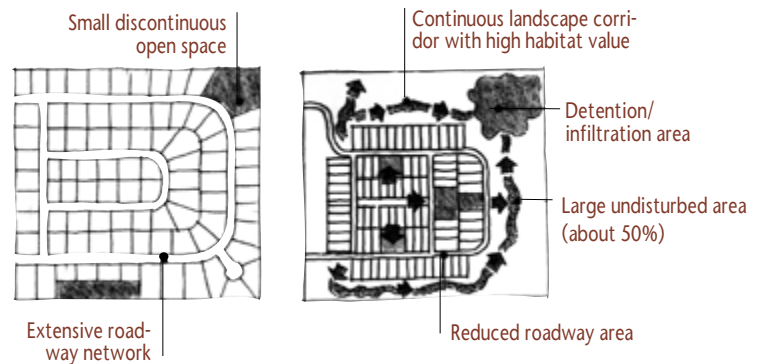 Small discontinuous
open space
Continuous landscape corri-
dor with high habitat value
Detention/
infiltration area
Large undisturbed area
(about 50%)
Extensive road-
way network
Reduced roadway area